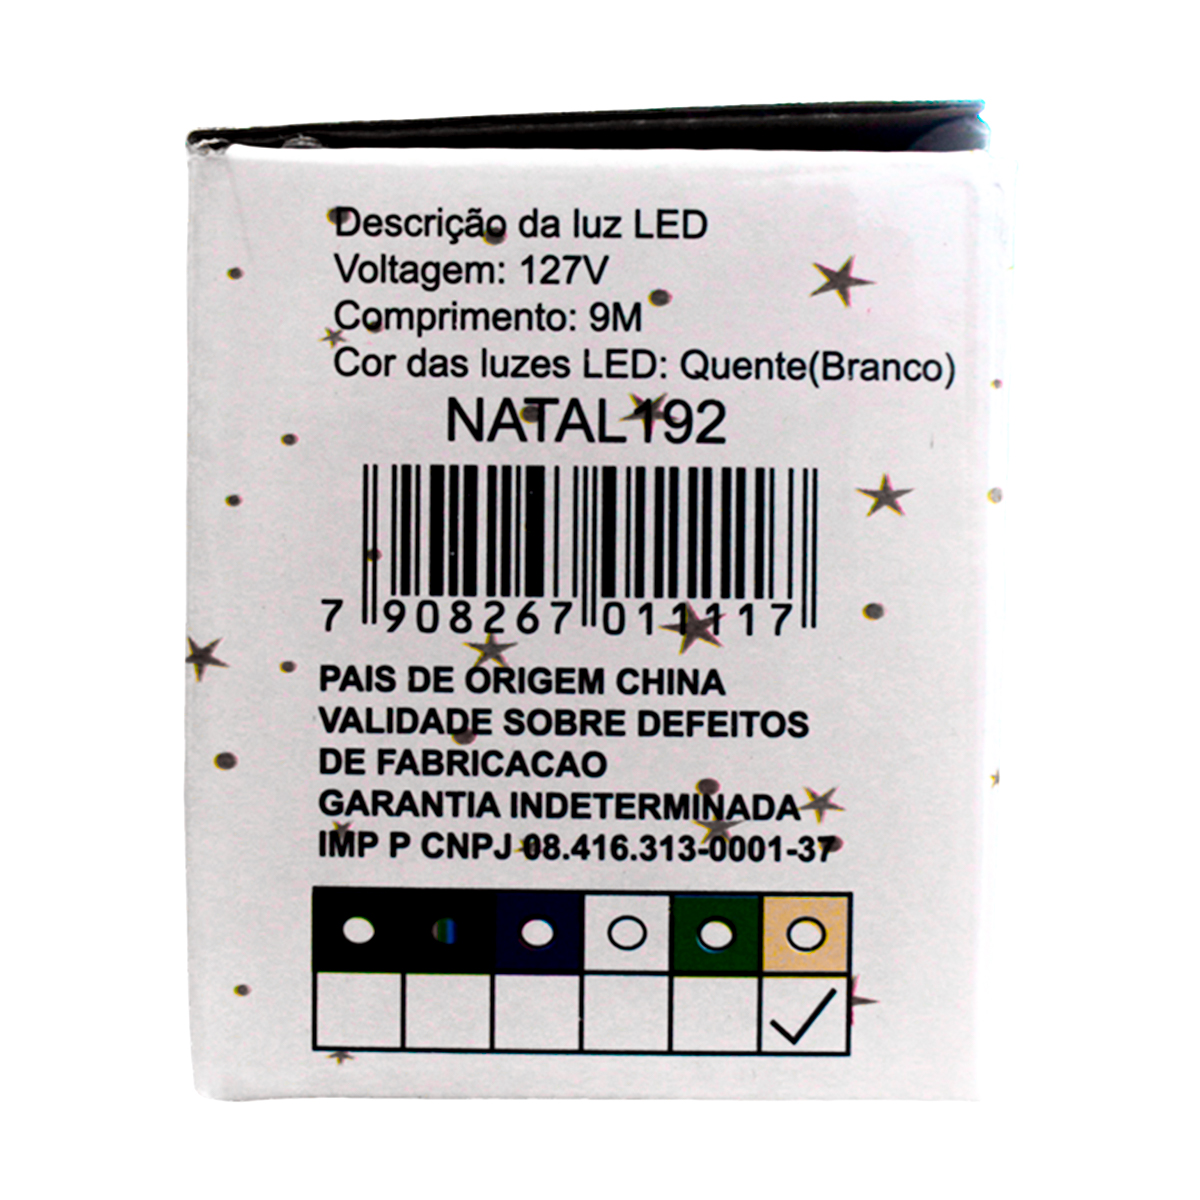 Descrição da luz LED
Voltagem: 127V
Comprimento: 9M
Cor das luzes LED: Quente(Branco)
NATAL192
7 908267 011117
PAIS DE ORIGEM CHINA
VALIDADE SOBRE DEFEITOS
DE FABRICACAO
GARANTIA INDETERMINADA
IMP P CNPJ 08.416.313-0001-37